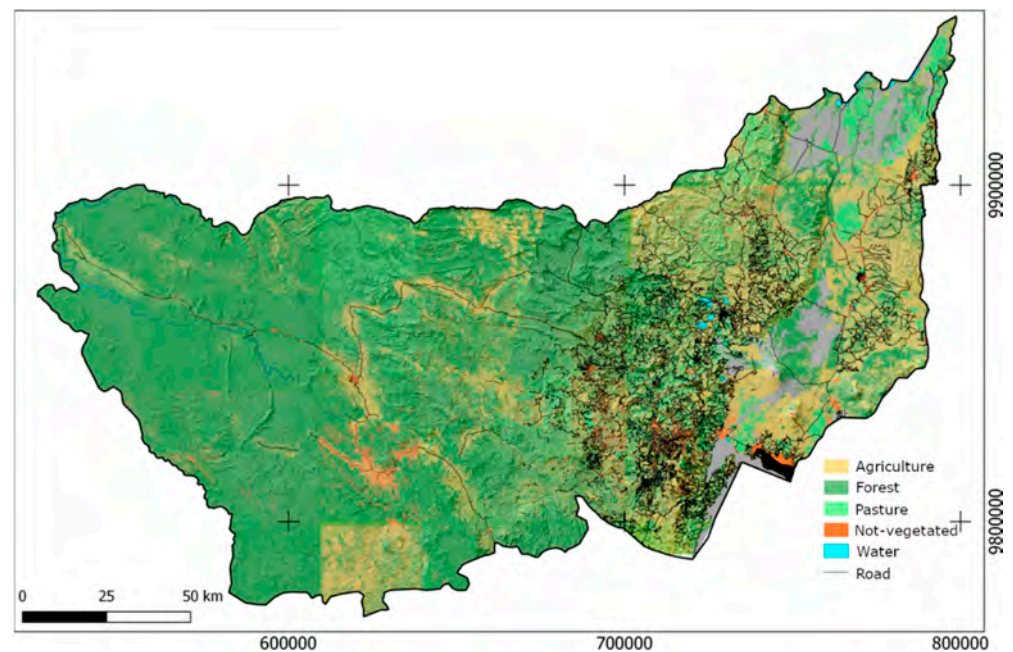 9900000
Agriculture
Forest
Pasture
Not-vegetated
Water
Road
9800000
0 25 50 km
600000 700000 800000